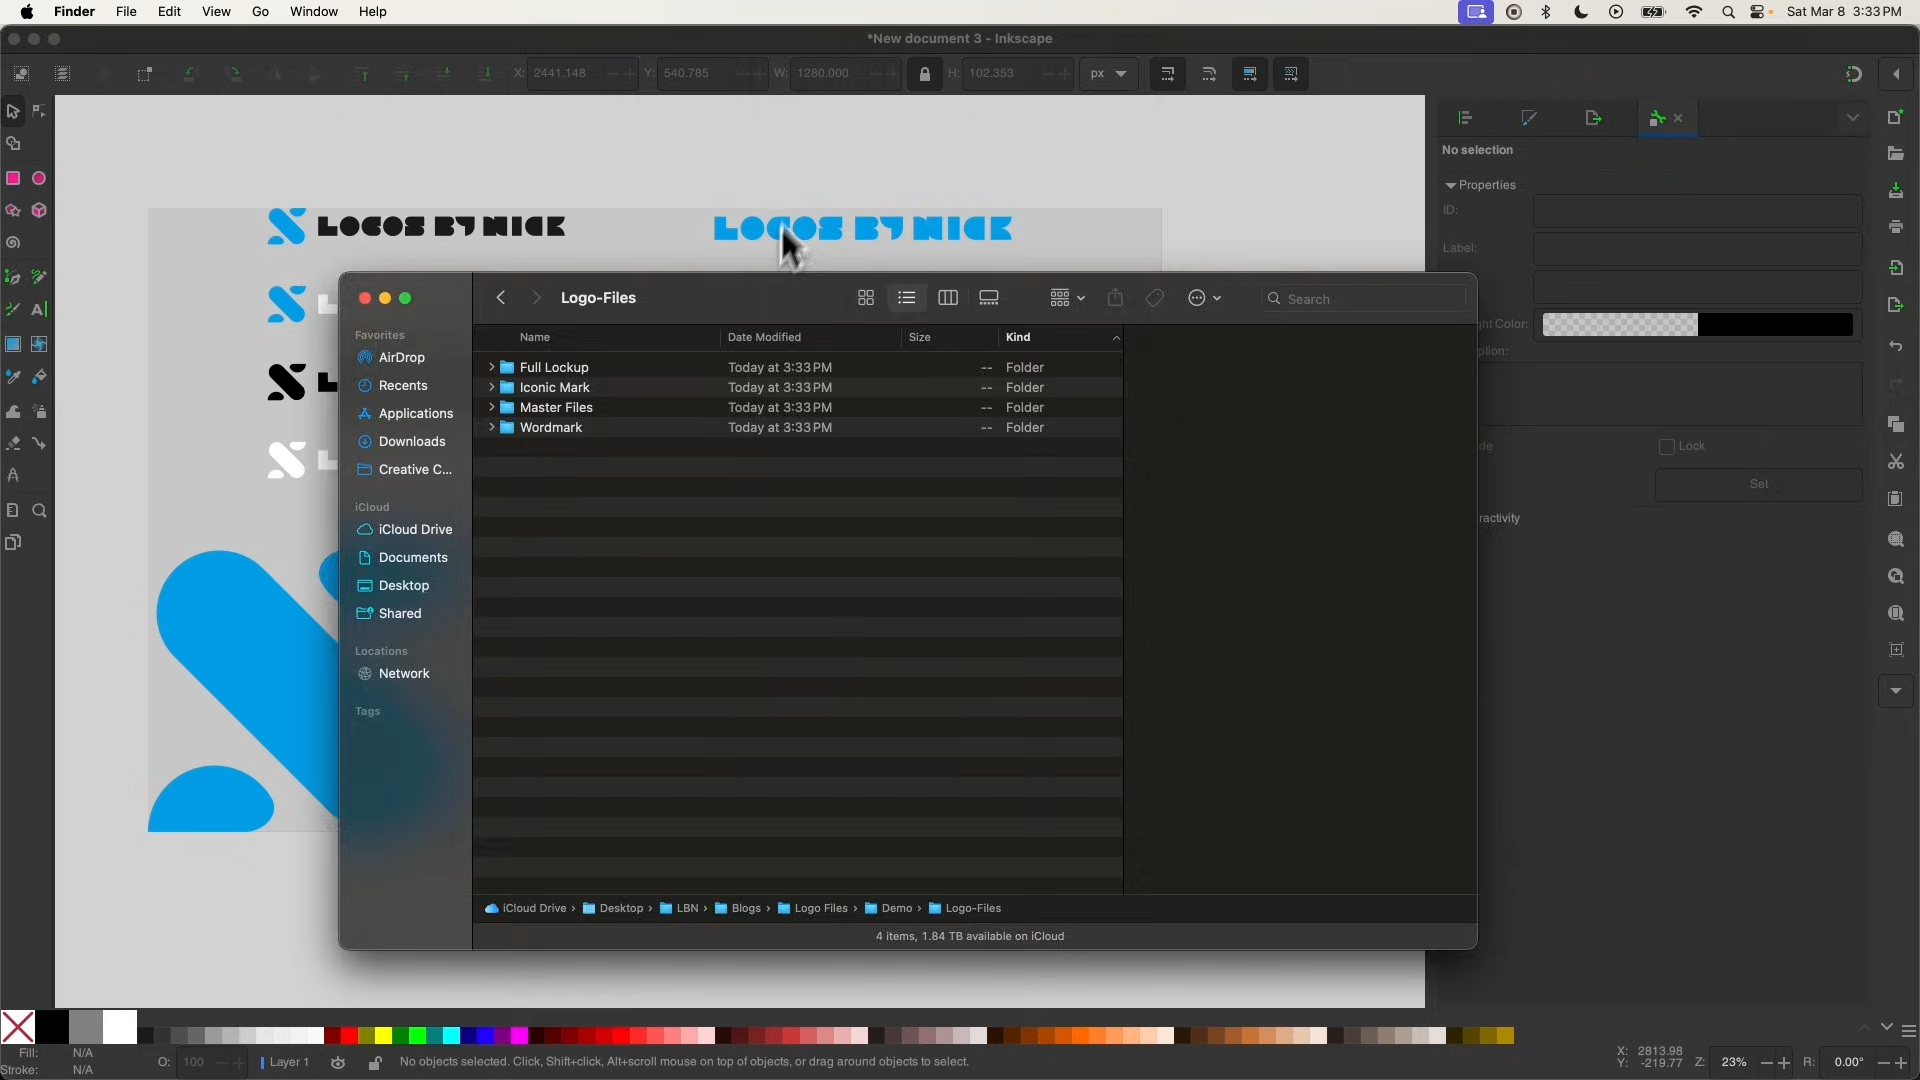 Finder File Edit View Go Window Help Sat Mar 8 3:33 PM
*New document 3 - Inkscape
X: 2441.148 Y: 540.785 W: 1280.000 H: 102.353 px
No selection
Properties
ID:
Label:
ght Color:
ption:
de Lock
Set
ractivity
LOGOS BY NICK
LOGOS BY NICK
Logo-Files
Search
Favorites
AirDrop
Recents
Applications
Downloads
Creative C...
iCloud
iCloud Drive
Documents
Desktop
Shared
Locations
Network
Tags
Name Date Modified Size Kind
Full Lockup Today at 3:33 PM -- Folder
Iconic Mark Today at 3:33 PM -- Folder
Master Files Today at 3:33 PM -- Folder
Wordmark Today at 3:33 PM -- Folder
iCloud Drive › Desktop › LBN › Blogs › Logo Files › Demo › Logo-Files
4 items, 1.84 TB available on iCloud
Fill: N/A
Stroke: N/A
O: 100 Layer 1 No objects selected. Click, Shift+click, Alt+scroll mouse on top of objects, or drag around objects to select.
X: 2813.98
Y: -219.77
Z: 23% R: 0.00°